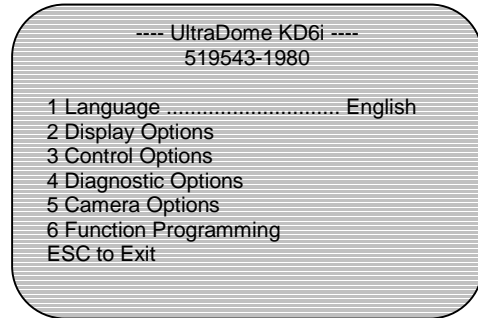 ---- UltraDome KD6i ----
519543-1980
1 Language ............................. English
2 Display Options
3 Control Options
4 Diagnostic Options
5 Camera Options
6 Function Programming
ESC to Exit